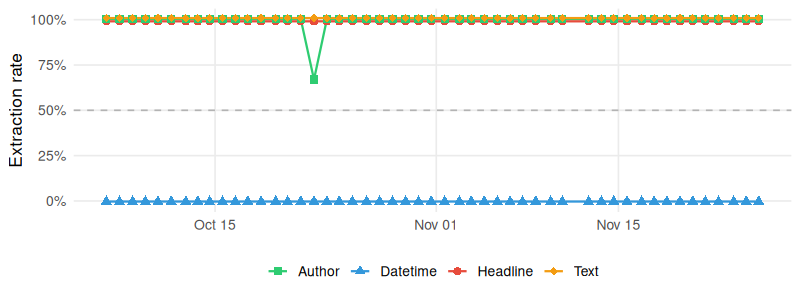 Extraction rate
100%
75%
50%
25%
0%
Oct 15
Nov 01
Nov 15
Author
Datetime
Headline
Text